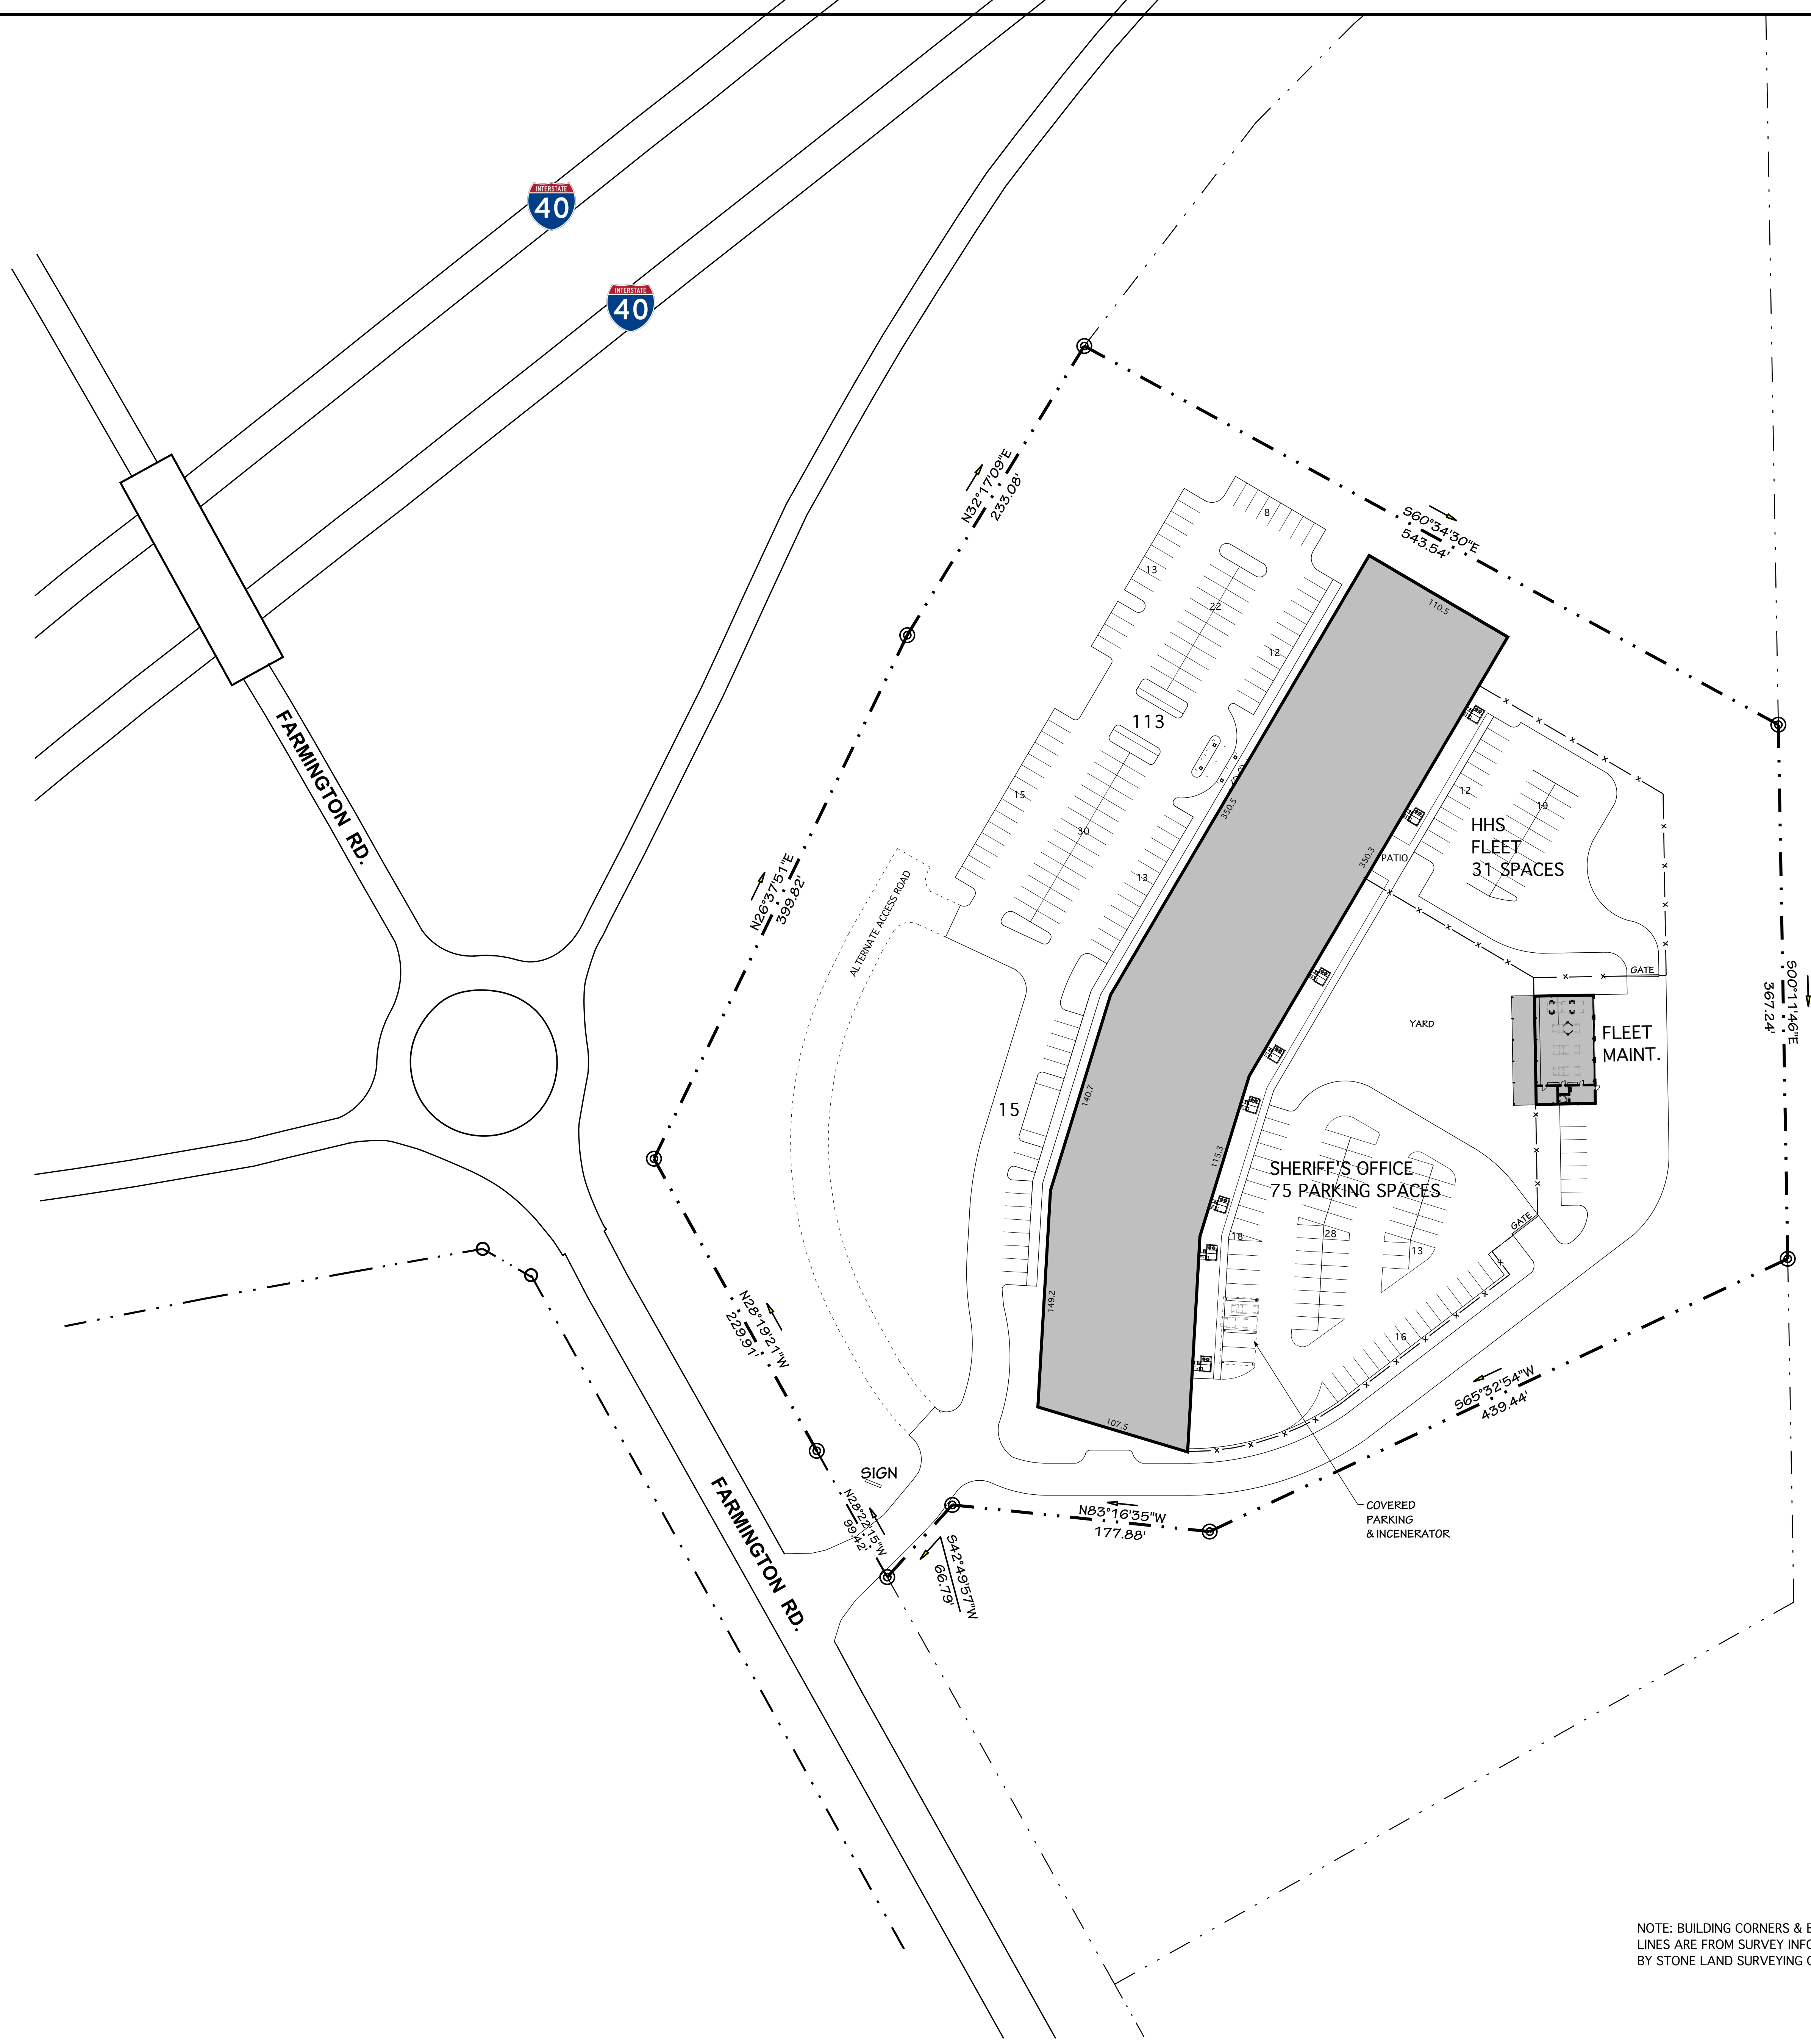 INTERSTATE
40
INTERSTATE
40
N32°17'09"E
233.08'
S60°34'30"E
543.54'
8
13
22
12
110.5
113
FARMINGTON RD.
15
30
13
350.5
350.3
PATIO
12
19
HHS
FLEET
31 SPACES
N26°37'51"E
399.82'
ALTERNATE ACCESS ROAD
GATE
S00°11'46"E
367.24'
YARD
FLEET
MAINT.
15
140.7
115.3
SHERIFF'S OFFICE
75 PARKING SPACES
18
28
13
GATE
N28°19'21"W
229.91'
149.2
16
S65°32'54"W
439.44'
107.5
SIGN
N28°22'15"W
99.42'
FARMINGTON RD.
N83°16'35"W
177.88'
COVERED
PARKING
& INCENERATOR
S42°49'57"W
66.79'
NOTE: BUILDING CORNERS &
LINES ARE FROM SURVEY
BY STONE LAND SURVEYING